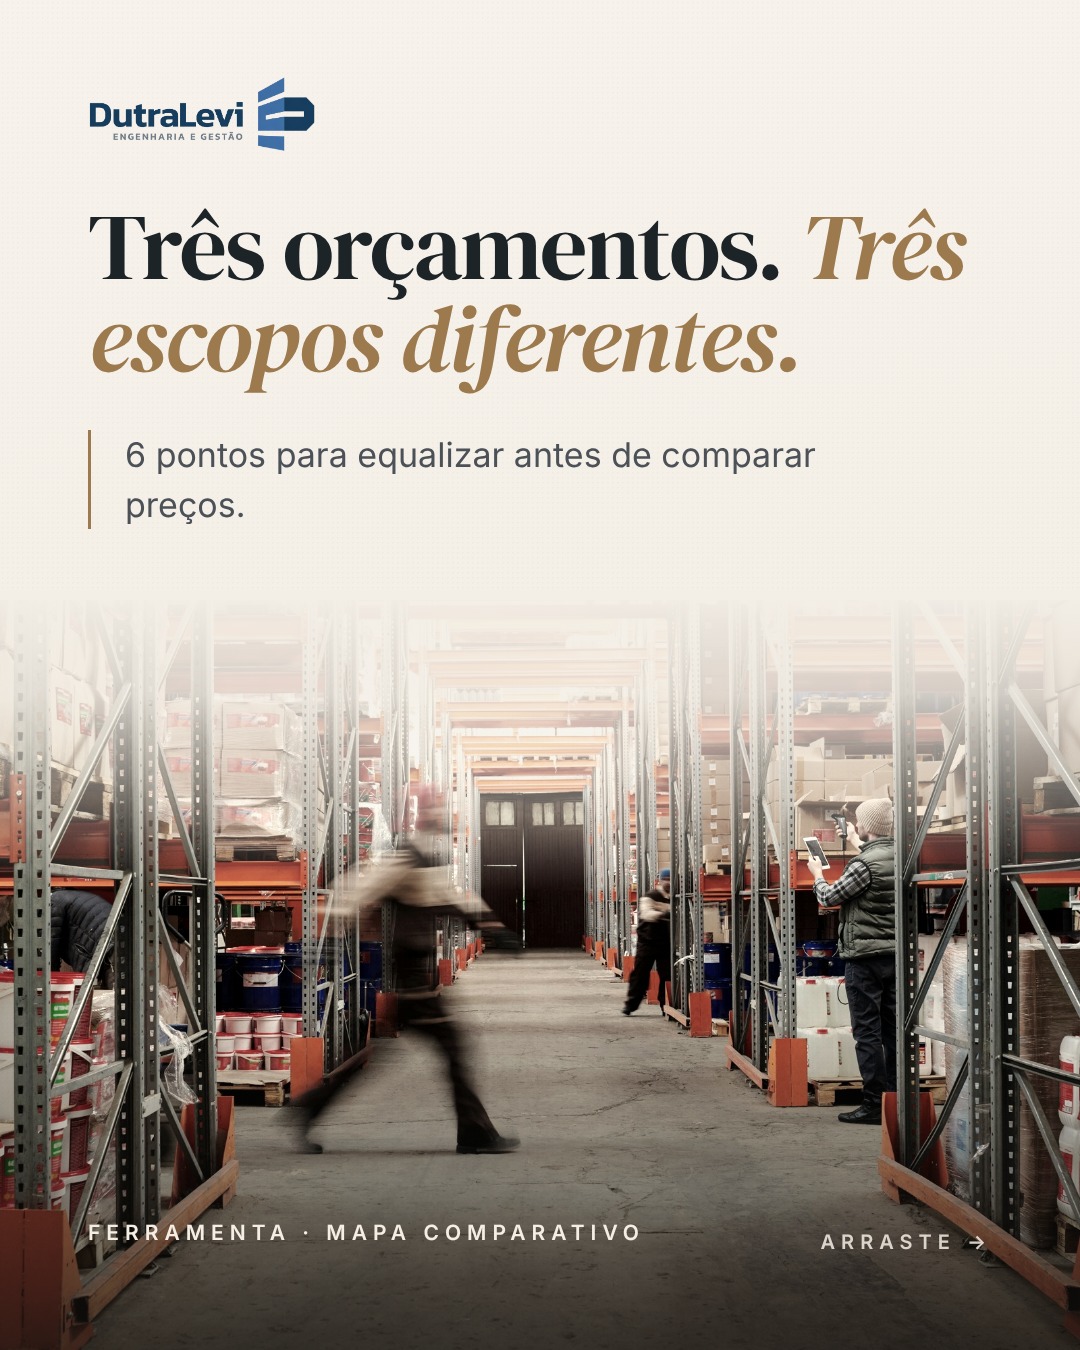 DutraLevi
ENGENHARIA E GESTÃO
Três orçamentos. Três
escopos diferentes.
6 pontos para equalizar antes de comparar
preços.
FERRAMENTA · MAPA COMPARATIVO
ARRASTE →